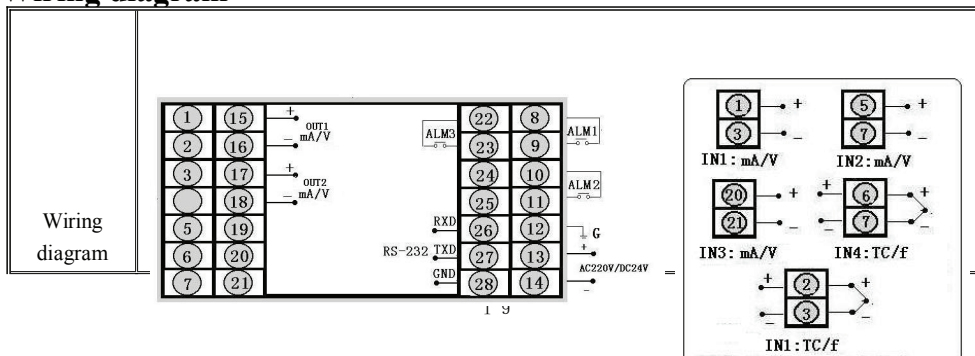 Wiring diagram
Wiring
diagram
1 15 + OUT1
2 16 − mA/V
3 17 + OUT2
18 − mA/V
5 19
6 20
7 21
22 8
ALM3 ALM1
23 9
24 10
ALM2
25 11
RXD 26 12 G
RS-232 TXD 27 13 +
AC220V/DC24V
GND 28 14 −
1 9
1 +
3 −
IN1: mA/V
5 +
7 −
IN2: mA/V
20 +
21 −
IN3: mA/V
+ 6 +
− 7 −
IN4:TC/f
+ 2 +
− 3 −
IN1:TC/f